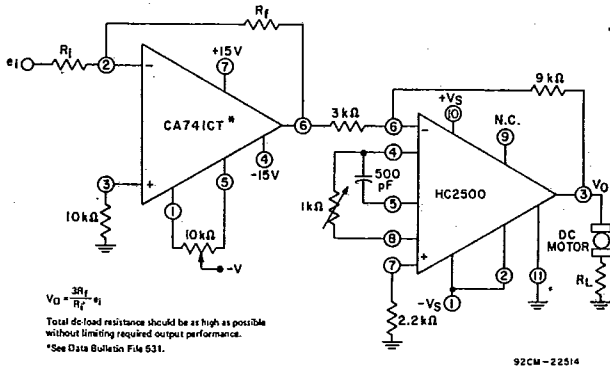 Rf
ei
Ri
2
−
+15V
7
CA741CT*
6
4
−15V
3
+
10kΩ
1
5
10kΩ
−V
3kΩ
9kΩ
6
−
+VS
10
N.C.
9
4
500
pF
5
HC2500
3
VO
1kΩ
8
DC
MOTOR
+
7
2
11
RL
−VS
1
2.2kΩ
VO = 3Rf/Ri ei
Total dc-load resistance should be as high as possible
without limiting required output performance.
*See Data Bulletin File 531.
92CM-22514